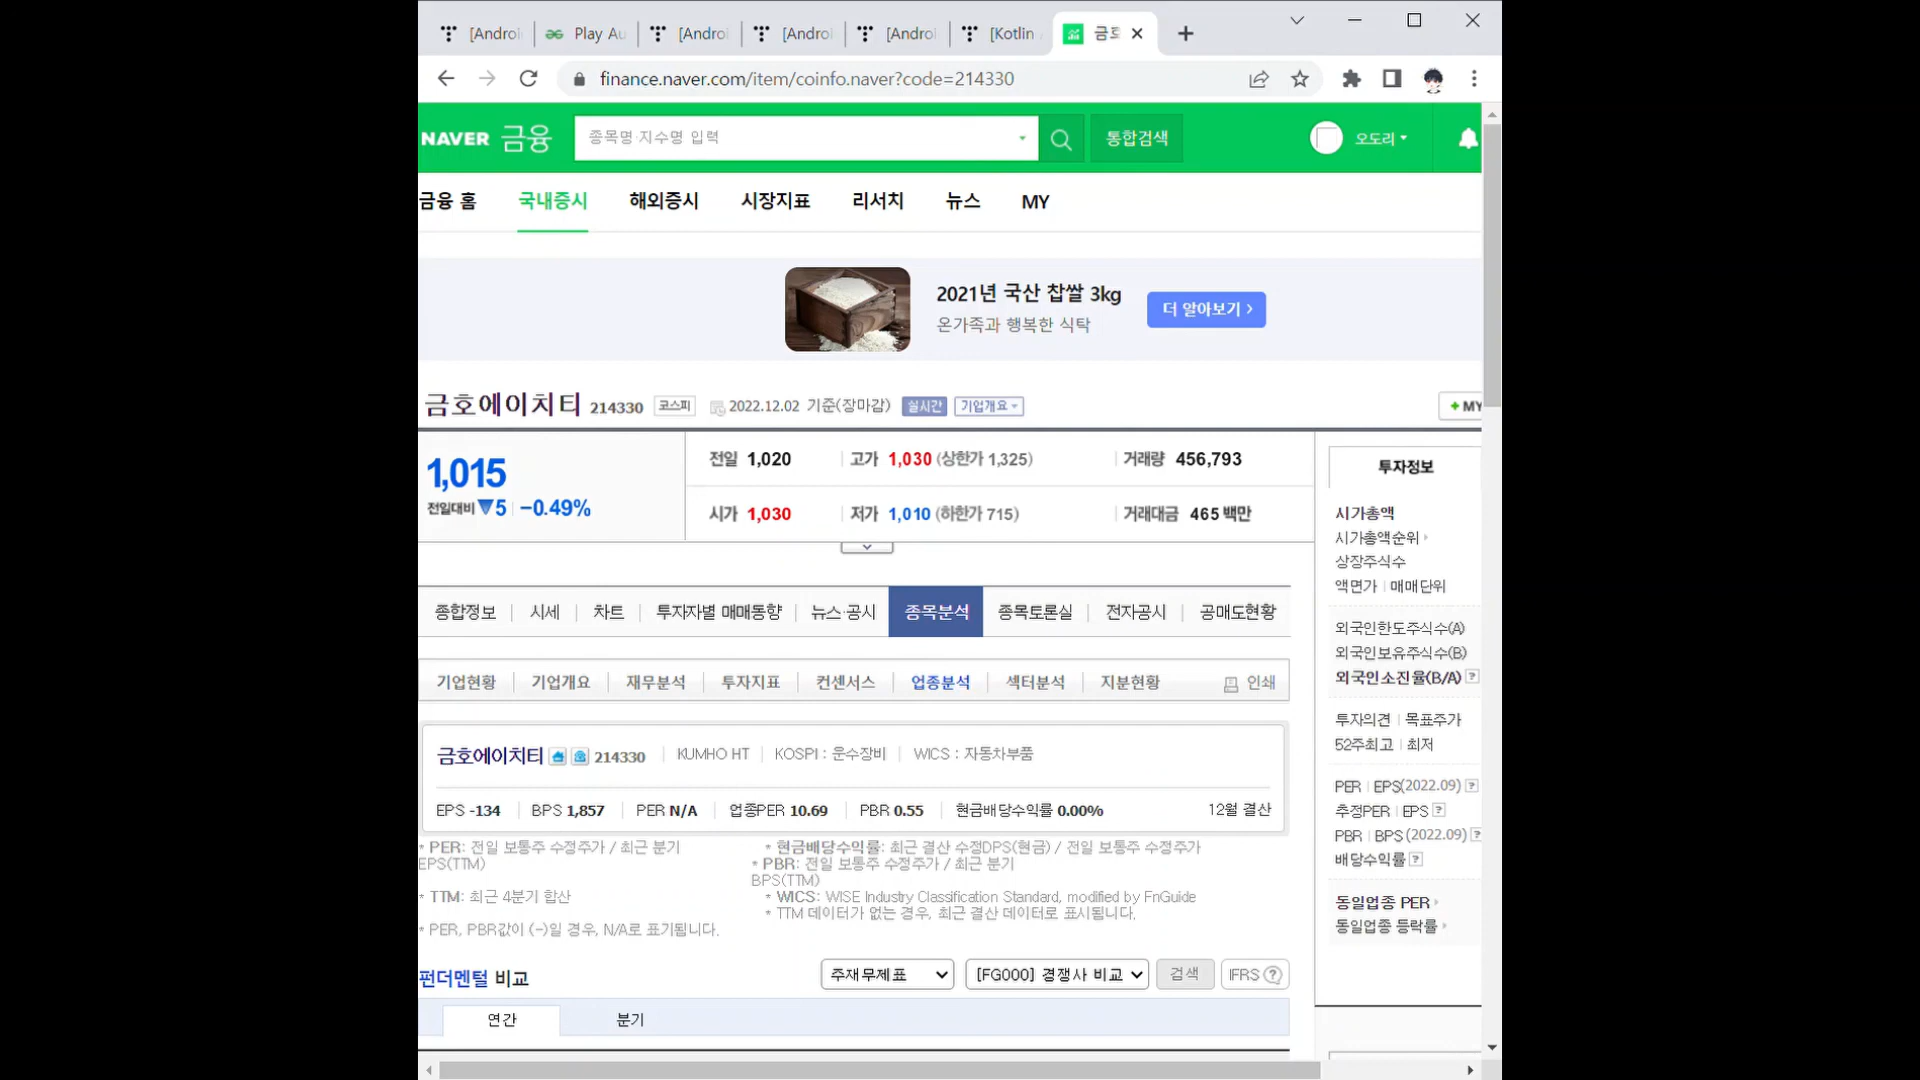 [Androi
Play Au
[Androi
[Androi
[Androi
[Kotlin
금호
finance.naver.com/item/coinfo.naver?code=214330
NAVER 금융
종목명·지수명 입력
통합검색
오도리
금융 홈 국내증시 해외증시 시장지표 리서치 뉴스 MY
2021년 국산 찹쌀 3kg
온가족과 행복한 식탁
더 알아보기 >
금호에이치티 214330 코스피 2022.12.02 기준(장마감) 실시간 기업개요
+ MY
1,015
전일대비 ▼5 -0.49%
전일 1,020 고가 1,030 (상한가 1,325) 거래량 456,793
시가 1,030 저가 1,010 (하한가 715) 거래대금 465 백만
종합정보 시세 차트 투자자별 매매동향 뉴스·공시 종목분석 종목토론실 전자공시 공매도현황
기업현황 기업개요 재무분석 투자지표 컨센서스 업종분석 섹터분석 지분현황 인쇄
금호에이치티 214330 KUMHO HT KOSPI : 운수장비 WICS : 자동차부품
EPS -134 BPS 1,857 PER N/A 업종PER 10.69 PBR 0.55 현금배당수익률 0.00% 12월 결산
* PER: 전일 보통주 수정주가 / 최근 분기
EPS(TTM)
* 현금배당수익률: 최근 결산 수정DPS(현금) / 전일 보통주 수정주가
* PBR: 전일 보통주 수정주가 / 최근 분기
BPS(TTM)
* TTM: 최근 4분기 합산
* WICS: WISE Industry Classification Standard, modified by FnGuide
* TTM 데이터가 없는 경우, 최근 결산 데이터로 표시됩니다.
* PER, PBR값이 (-)일 경우, N/A로 표기됩니다.
펀더멘털 비교
주재무제표 [FG000] 경쟁사 비교 검색 IFRS ?
연간 분기
투자정보
시가총액
시가총액순위
상장주식수
액면가 | 매매단위
외국인한도주식수(A)
외국인보유주식수(B)
외국인소진율(B/A) ?
투자의견 | 목표주가
52주최고 | 최저
PER | EPS(2022.09) ?
추정PER | EPS ?
PBR | BPS (2022.09) ?
배당수익률 ?
동일업종 PER
동일업종 등락률